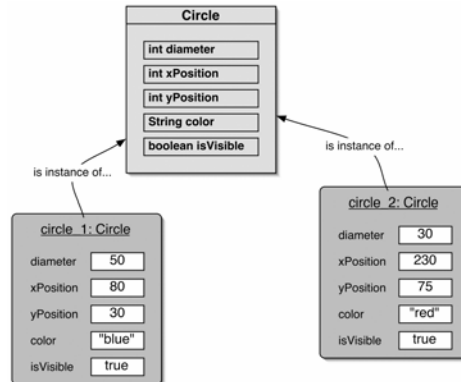 Circle
int diameter
int xPosition
int yPosition
String color
boolean isVisible
is instance of...
is instance of...
circle_1: Circle
diameter 50
xPosition 80
yPosition 30
color "blue"
isVisible true
circle_2: Circle
diameter 30
xPosition 230
yPosition 75
color "red"
isVisible true